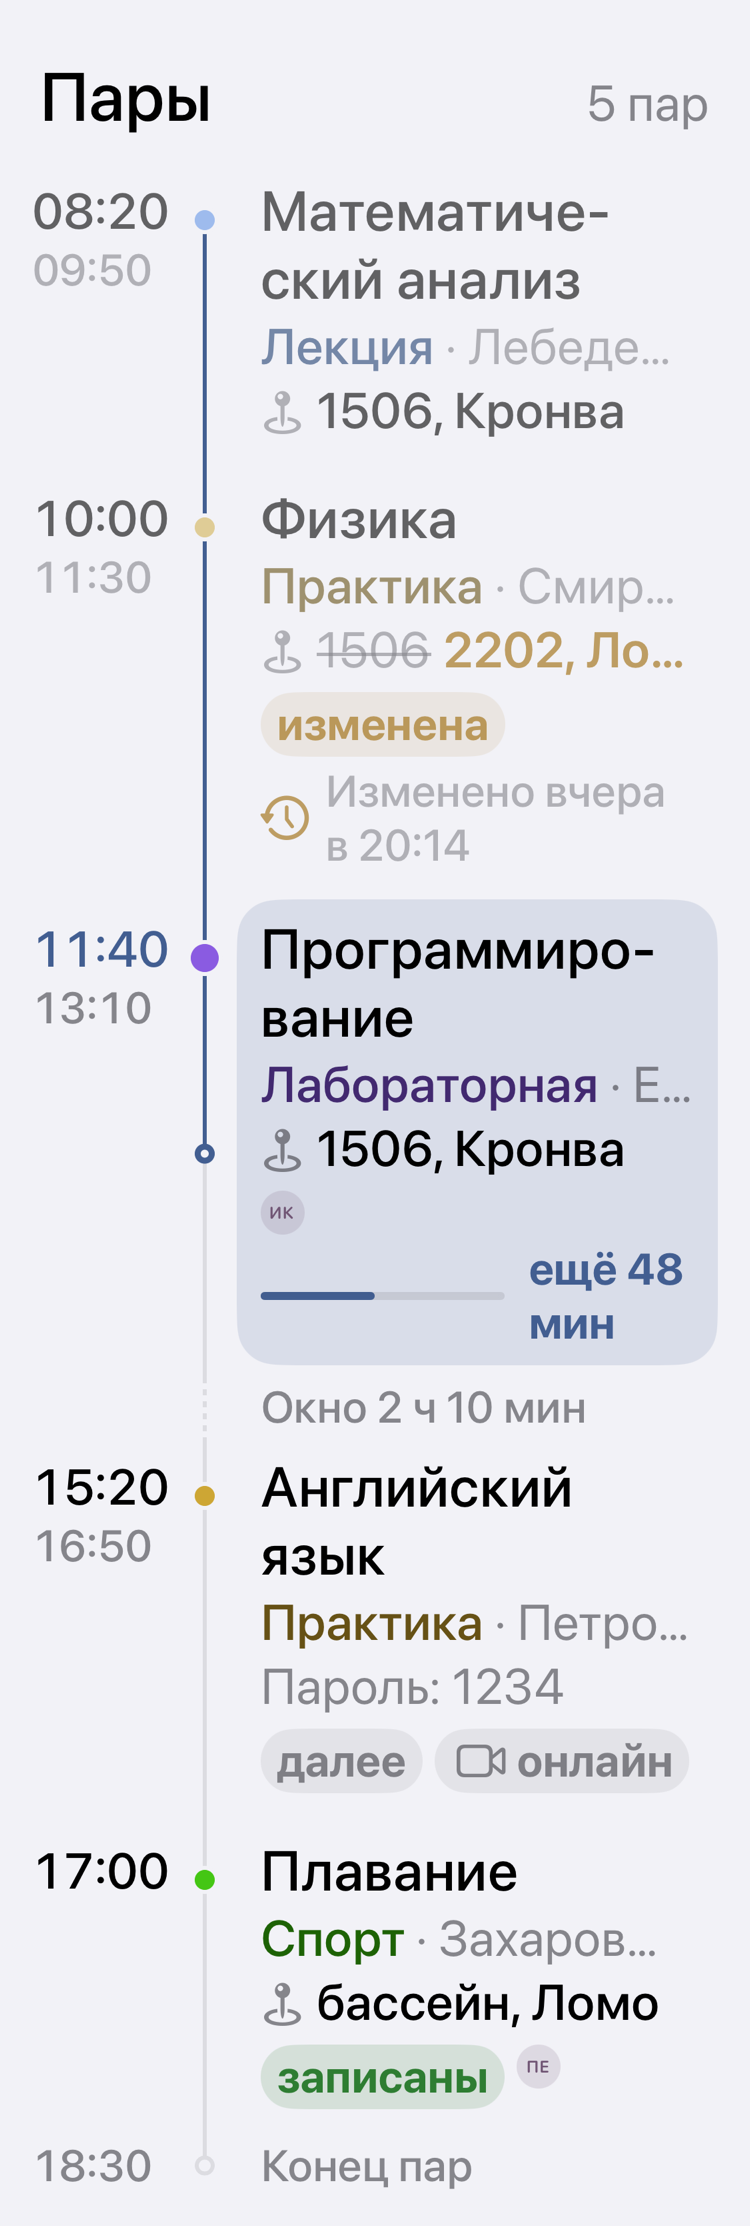 Пары
5 пар
08:20
09:50
Математиче-
ский анализ
Лекция · Лебеде...
1506, Кронва
10:00
11:30
Физика
Практика · Смир...
1506 2202, Ло...
изменена
Изменено вчера
в 20:14
11:40
13:10
Программиро-
вание
Лабораторная · Е...
1506, Кронва
ИК
ещё 48
мин
Окно 2 ч 10 мин
15:20
16:50
Английский
язык
Практика · Петро...
Пароль: 1234
далее
онлайн
17:00
Плавание
Спорт · Захаров...
бассейн, Ломо
записаны
ПЕ
18:30
Конец пар